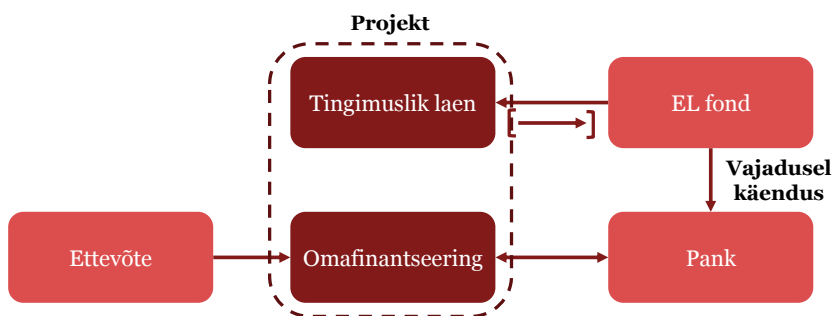 Projekt
Tingimuslik laen
EL fond
Vajadusel
käendus
Ettevõte
Omafinantseering
Pank